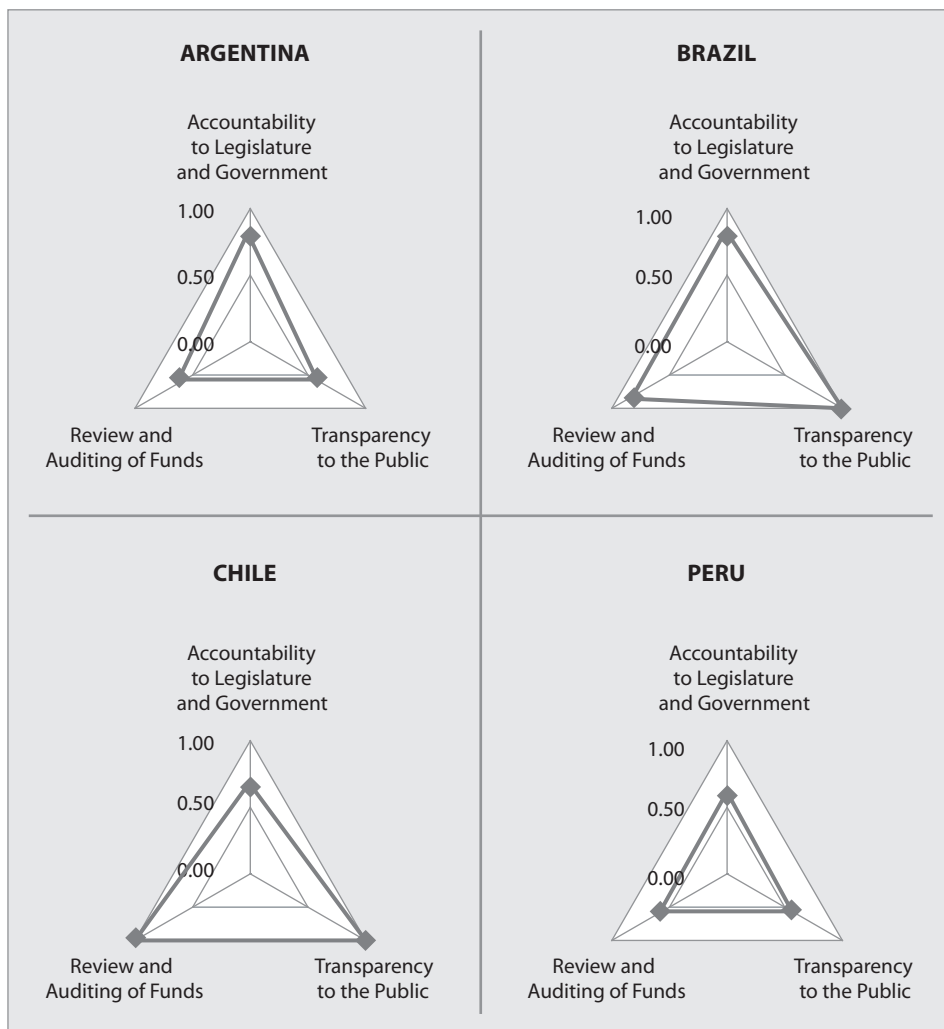 ARGENTINA
Accountability
to Legislature
and Government
1.00
0.50
0.00
Review and
Auditing of Funds
Transparency
to the Public
BRAZIL
Accountability
to Legislature
and Government
1.00
0.50
0.00
Review and
Auditing of Funds
Transparency
to the Public
CHILE
Accountability
to Legislature
and Government
1.00
0.50
0.00
Review and
Auditing of Funds
Transparency
to the Public
PERU
Accountability
to Legislature
and Government
1.00
0.50
0.00
Review and
Auditing of Funds
Transparency
to the Public